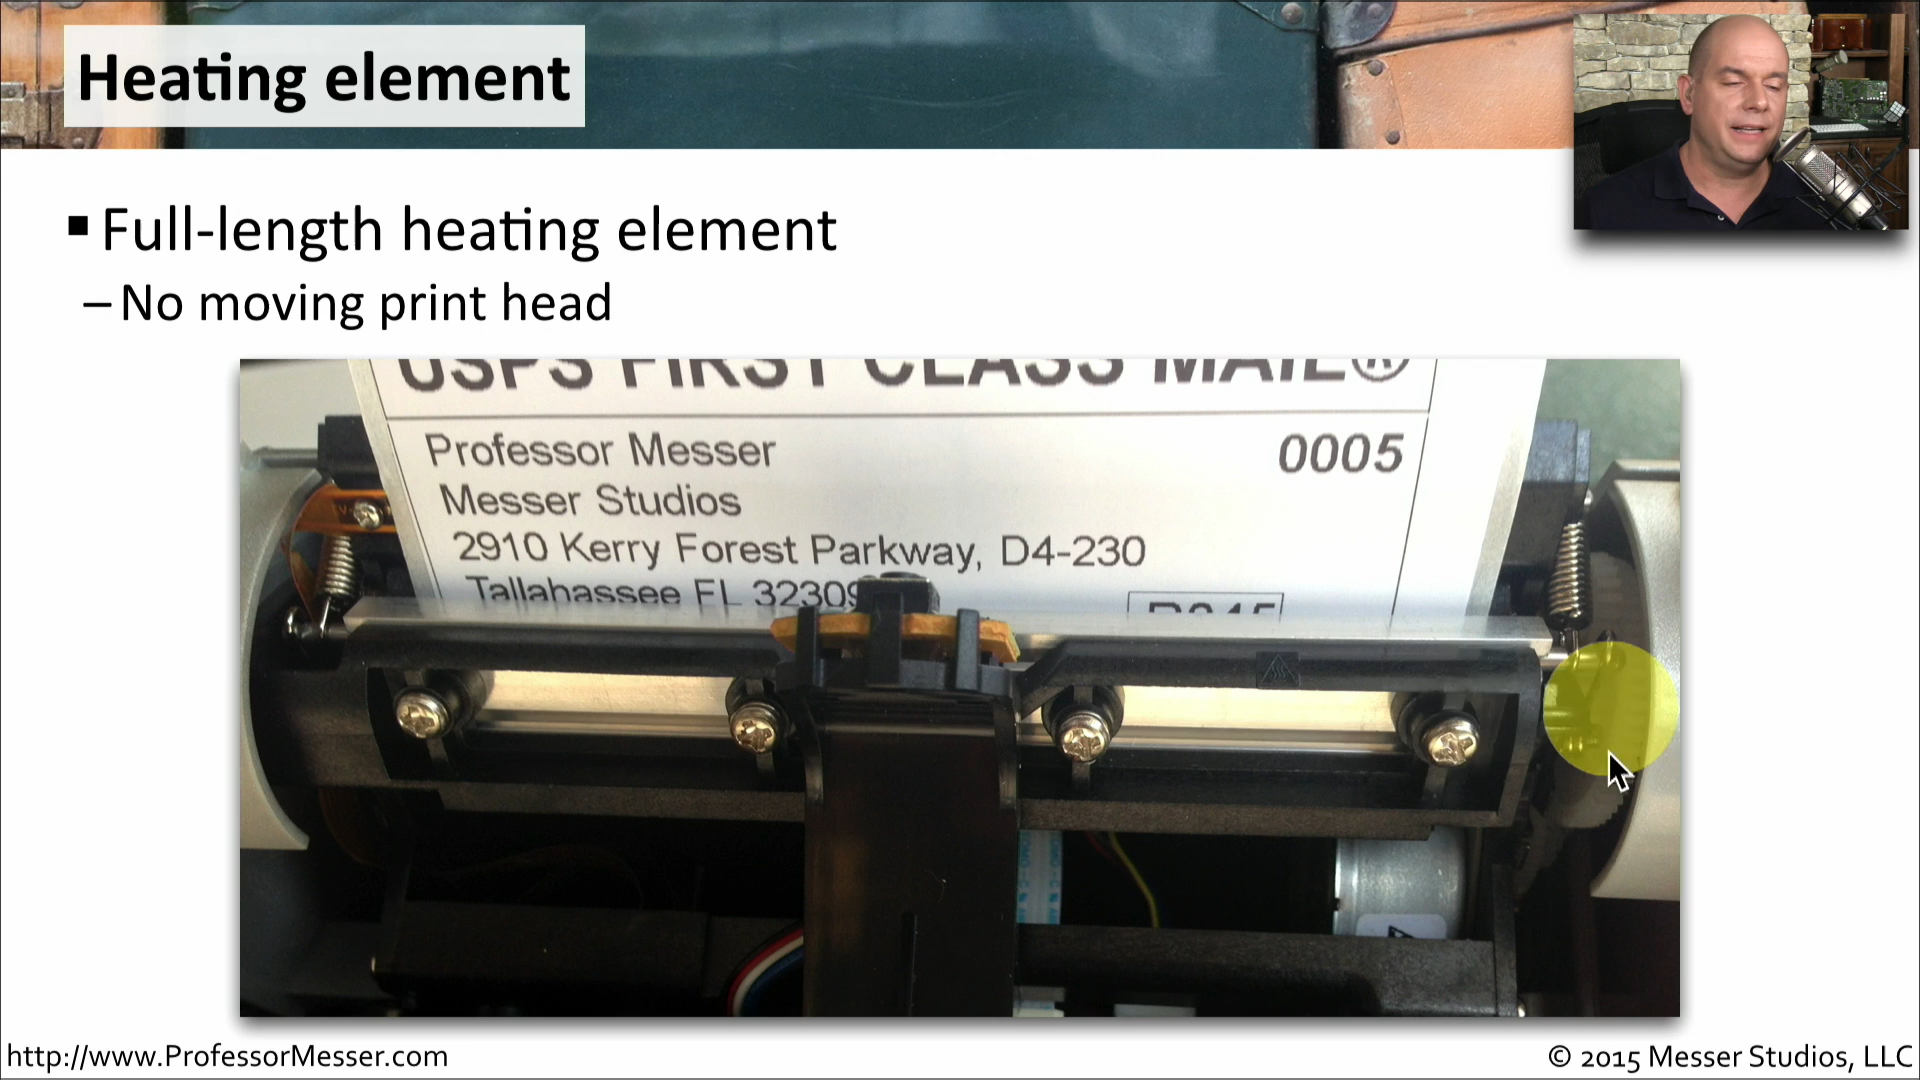 Heating element
Full-length heating element
– No moving print head
USPS FIRST CLASS MAIL®
Professor Messer
0005
Messer Studios
2910 Kerry Forest Parkway, D4-230
Tallahassee FL 32309
http://www.ProfessorMesser.com
© 2015 Messer Studios, LLC